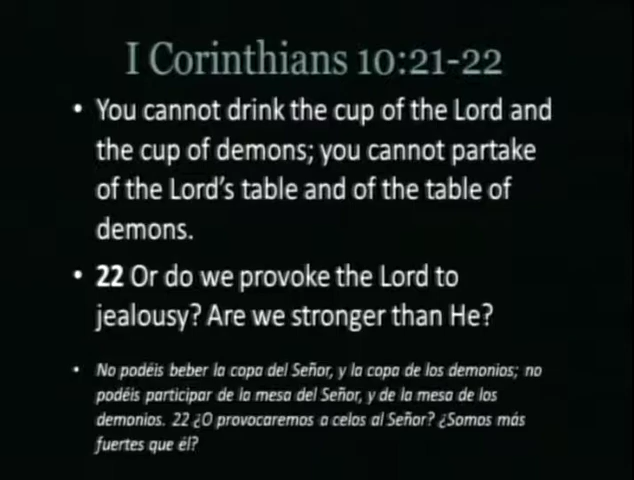 I Corinthians 10:21-22
• You cannot drink the cup of the Lord and
the cup of demons; you cannot partake
of the Lord's table and of the table of
demons.
• 22 Or do we provoke the Lord to
jealousy? Are we stronger than He?
• No podéis beber la copa del Señor, y la copa de los demonios; no
podéis participar de la mesa del Señor, y de la mesa de los
demonios. 22 ¿O provocaremos a celos al Señor? ¿Somos más
fuertes que él?